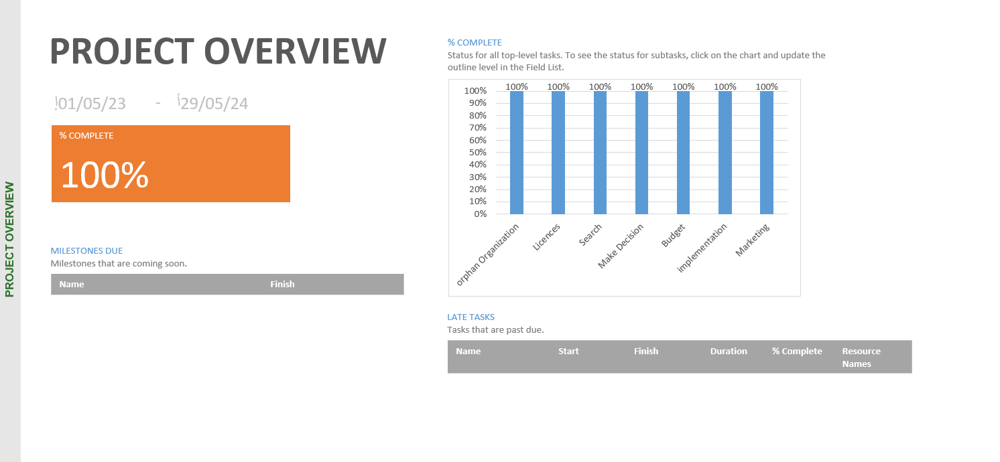 PROJECT OVERVIEW
PROJECT OVERVIEW
إ01/05/23 - أ29/05/24
% COMPLETE
100%
MILESTONES DUE
Milestones that are coming soon.
Name Finish
% COMPLETE
Status for all top-level tasks. To see the status for subtasks, click on the chart and update the
outline level in the Field List.
100% 100% 100% 100% 100% 100% 100%
100%
90%
80%
70%
60%
50%
40%
30%
20%
10%
0%
orphan Organization
Licences
Search
Make Decision
Budget
implementation
Marketing
LATE TASKS
Tasks that are past due.
Name Start Finish Duration % Complete Resource
Names